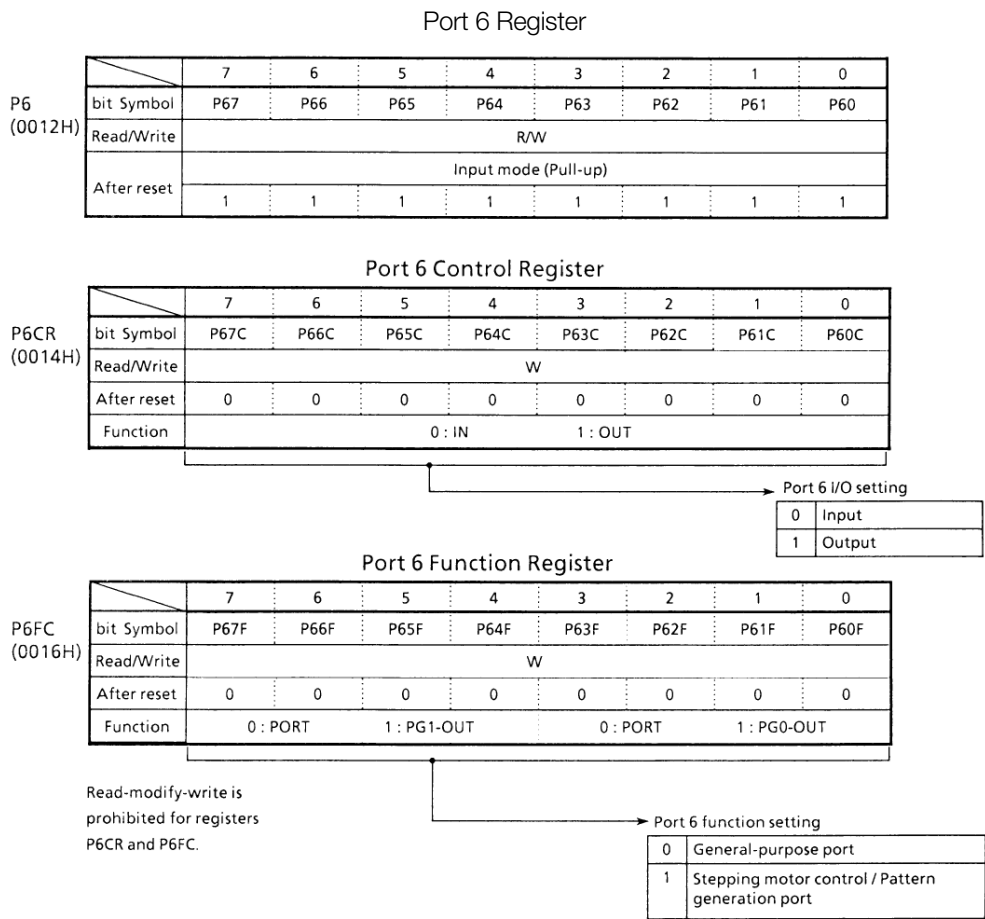 Port 6 Register
7 6 5 4 3 2 1 0
P6
(0012H)
bit Symbol P67 P66 P65 P64 P63 P62 P61 P60
Read/Write R/W
After reset Input mode (Pull-up)
1 1 1 1 1 1 1 1
Port 6 Control Register
7 6 5 4 3 2 1 0
P6CR
(0014H)
bit Symbol P67C P66C P65C P64C P63C P62C P61C P60C
Read/Write W
After reset 0 0 0 0 0 0 0 0
Function 0 : IN 1 : OUT
Port 6 I/O setting
0 Input
1 Output
Port 6 Function Register
7 6 5 4 3 2 1 0
P6FC
(0016H)
bit Symbol P67F P66F P65F P64F P63F P62F P61F P60F
Read/Write W
After reset 0 0 0 0 0 0 0 0
Function 0 : PORT 1 : PG1-OUT 0 : PORT 1 : PG0-OUT
Read-modify-write is
prohibited for registers
P6CR and P6FC.
Port 6 function setting
0 General-purpose port
1 Stepping motor control / Pattern
generation port